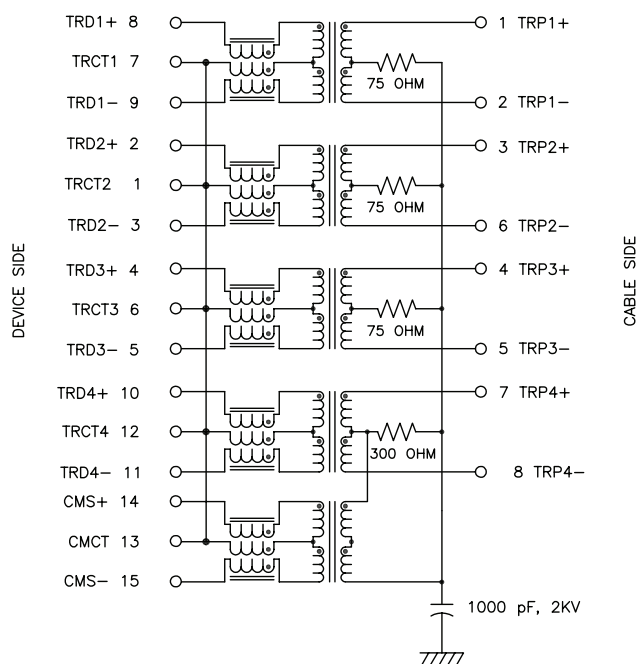 TRD1+ 8
1 TRP1+
TRCT1 7
75 OHM
TRD1- 9
2 TRP1-
TRD2+ 2
3 TRP2+
TRCT2 1
75 OHM
TRD2- 3
6 TRP2-
DEVICE SIDE
CABLE SIDE
TRD3+ 4
4 TRP3+
TRCT3 6
75 OHM
TRD3- 5
5 TRP3-
TRD4+ 10
7 TRP4+
TRCT4 12
300 OHM
TRD4- 11
8 TRP4-
CMS+ 14
CMCT 13
CMS- 15
1000 pF, 2KV